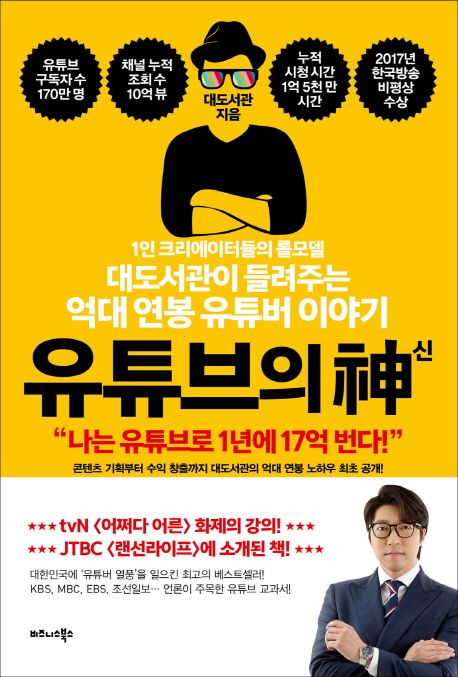 유튜브
구독자 수
170만 명
채널 누적
조회 수
10억 뷰
누적
시청 시간
1억 5천 만
시간
2017년
한국방송
비평상
수상
대도서관
지음
1인 크리에이터들의 롤모델
대도서관이 들려주는
억대 연봉 유튜버 이야기
유튜브의 神신
“나는 유튜브로 1년에 17억 번다!”
콘텐츠 기획부터 수익 창출까지 대도서관의 억대 연봉 노하우 최초 공개!
★★★ tvN 〈어쩌다 어른〉 화제의 강의! ★★★
★★★ JTBC 〈랜선라이프〉에 소개된 책! ★★★
대한민국에 ‘유튜버 열풍’을 일으킨 최고의 베스트셀러!
KBS, MBC, EBS, 조선일보… 언론이 주목한 유튜브 교과서!
비즈니스북스